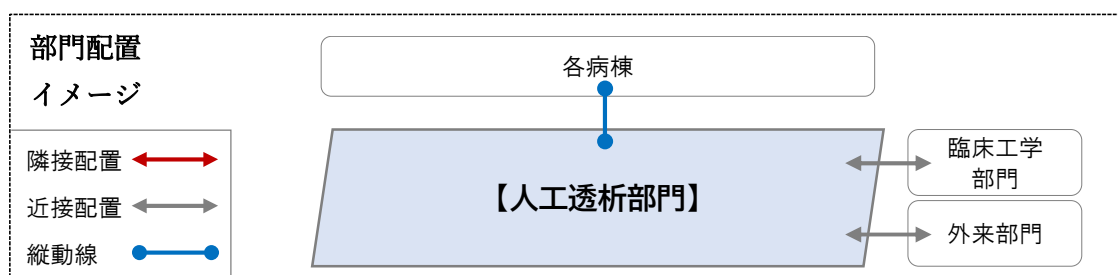 部門配置
イメージ
隣接配置
近接配置
縦動線
各病棟
【人工透析部門】
臨床工学
部門
外来部門